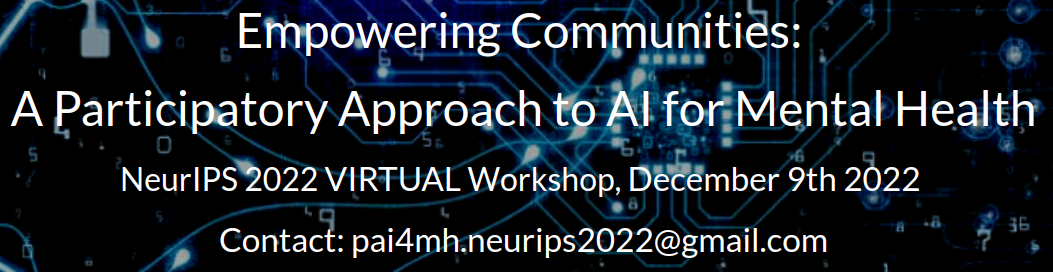 Empowering Communities:
A Participatory Approach to AI for Mental Health
NeurIPS 2022 VIRTUAL Workshop, December 9th 2022
Contact: pai4mh.neurips2022@gmail.com